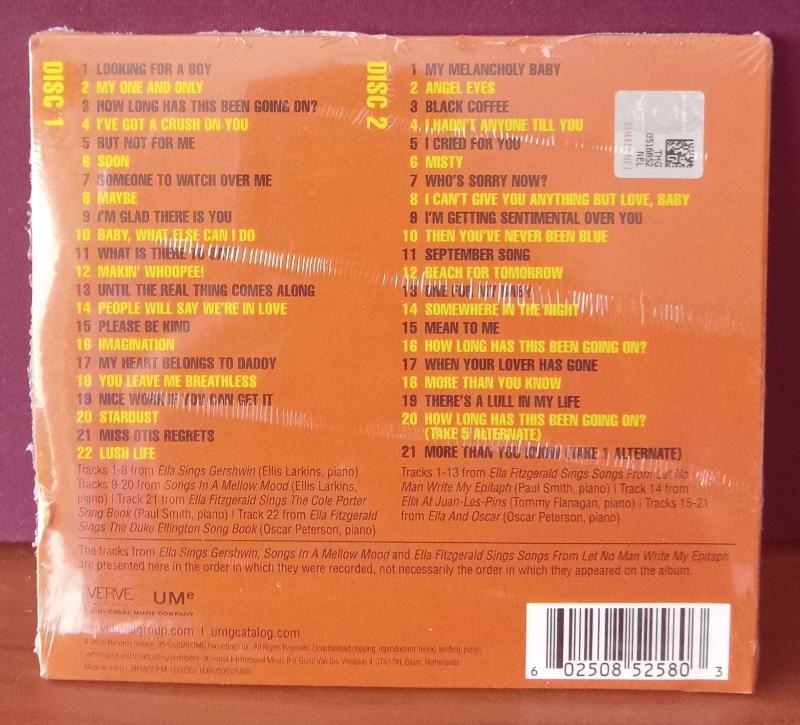 DISC 1
1 LOOKING FOR A BOY
2 MY ONE AND ONLY
3 HOW LONG HAS THIS BEEN GOING ON?
4 I'VE GOT A CRUSH ON YOU
5 BUT NOT FOR ME
6 SOON
7 SOMEONE TO WATCH OVER ME
8 MAYBE
9 I'M GLAD THERE IS YOU
10 BABY, WHAT ELSE CAN I DO
11 WHAT IS THERE TO
12 MAKIN' WHOOPEE!
13 UNTIL THE REAL THING COMES ALONG
14 PEOPLE WILL SAY WE'RE IN LOVE
15 PLEASE BE KIND
16 IMAGINATION
17 MY HEART BELONGS TO DADDY
18 YOU LEAVE ME BREATHLESS
19 NICE WORK IF YOU CAN GET IT
20 STARDUST
21 MISS OTIS REGRETS
22 LUSH LIFE
Tracks 1-8 from Ella Sings Gershwin (Ellis Larkins, piano)
Tracks 9-20 from Songs In A Mellow Mood (Ellis Larkins,
piano) | Track 21 from Ella Fitzgerald Sings The Cole Porter
Song Book (Paul Smith, piano) | Track 22 from Ella Fitzgerald
Sings The Duke Ellington Song Book (Oscar Peterson, piano)
DISC 2
1 MY MELANCHOLY BABY
2 ANGEL EYES
3 BLACK COFFEE
4 I HADN'T ANYONE TILL YOU
5 I CRIED FOR YOU
6 MISTY
7 WHO'S SORRY NOW?
8 I CAN'T GIVE YOU ANYTHING BUT LOVE, BABY
9 I'M GETTING SENTIMENTAL OVER YOU
10 THEN YOU'VE NEVER BEEN BLUE
11 SEPTEMBER SONG
12 REACH FOR TOMORROW
13 ONE FOR MY BABY
14 SOMEWHERE IN THE NIGHT
15 MEAN TO ME
16 HOW LONG HAS THIS BEEN GOING ON?
17 WHEN YOUR LOVER HAS GONE
18 MORE THAN YOU KNOW
19 THERE'S A LULL IN MY LIFE
20 HOW LONG HAS THIS BEEN GOING ON?
(TAKE 5 ALTERNATE)
21 MORE THAN YOU KNOW (TAKE 1 ALTERNATE)
Tracks 1-13 from Ella Fitzgerald Sings Songs From Let No
Man Write My Epitaph (Paul Smith, piano) | Track 14 from
Ella At Juan-Les-Pins (Tommy Flanagan, piano) | Tracks 15-21
from Ella And Oscar (Oscar Peterson, piano)
THG
0516852
NEL
The tracks from Ella Sings Gershwin, Songs In A Mellow Mood and Ella Fitzgerald Sings Songs From Let No Man Write My Epitaph
are presented here in the order in which they were recorded, not necessarily the order in which they appeared on the album.
VERVE
UMe
UNIVERSAL MUSIC COMPANY
umgcatalog.com
6 02508 52580 3